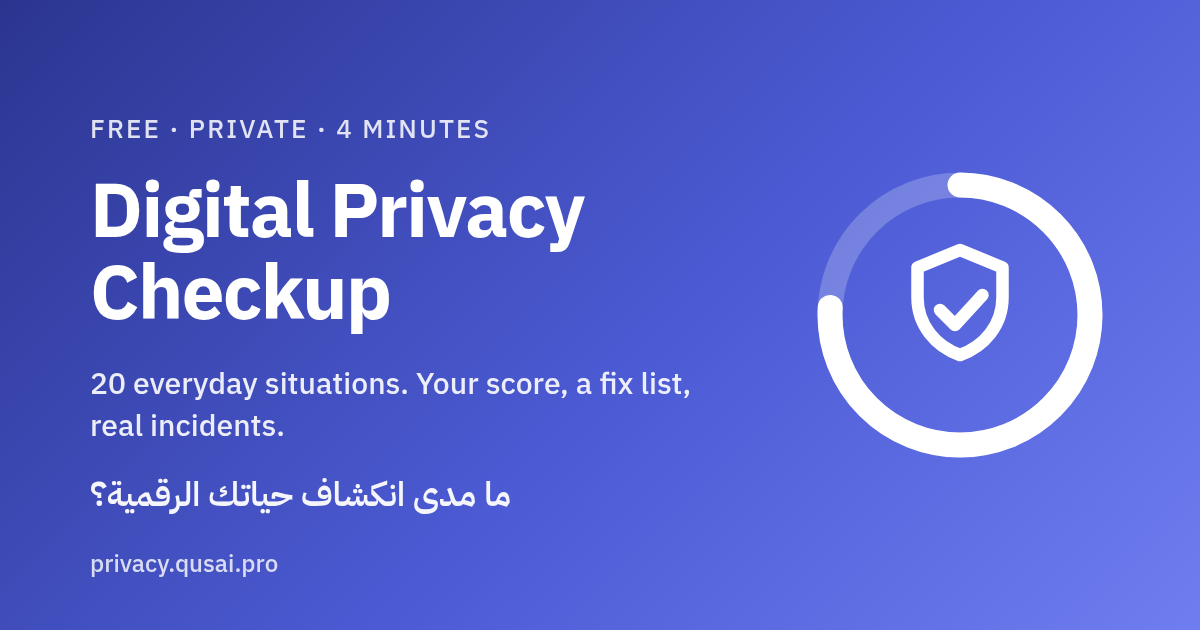 FREE · PRIVATE · 4 MINUTES
Digital Privacy
Checkup
20 everyday situations. Your score, a fix list,
real incidents.
ما مدى انكشاف حياتك الرقمية؟
privacy.qusai.pro